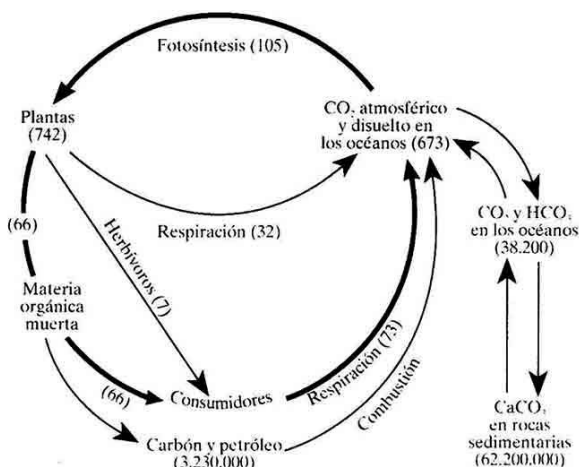 Fotosíntesis (105)
Plantas
(742)
CO₂ atmosférico
y disuelto en
los océanos (673)
Respiración (32)
Herbívoros (7)
(66)
Materia
orgánica
muerta
(66)
Consumidores
Respiración (73)
Combustión
Carbón y petróleo
(3.230.000)
CO₂ y HCO₃
en los océanos
(38.200)
CaCO₃
en rocas
sedimentarias
(62.200.000)